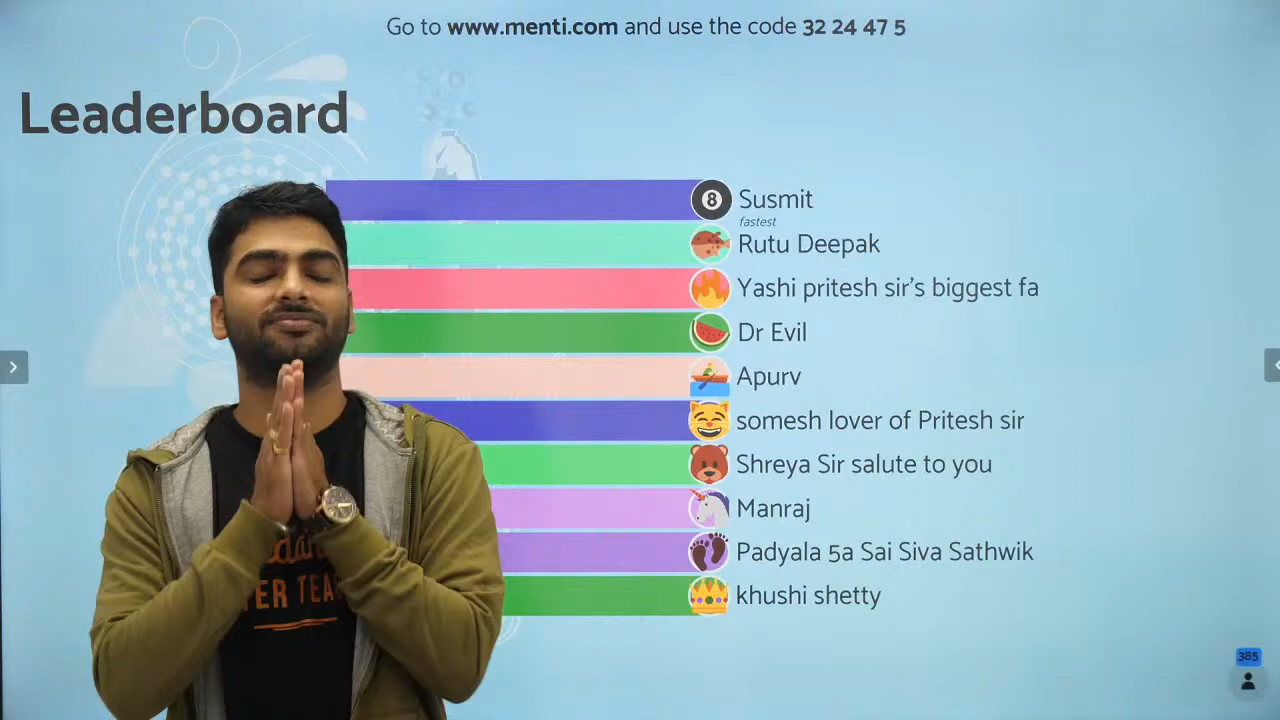 Go to www.menti.com and use the code 32 24 47 5
Leaderboard
8
Susmit
fastest
Rutu Deepak
Yashi pritesh sir's biggest fa
Dr Evil
Apurv
somesh lover of Pritesh sir
Shreya Sir salute to you
Manraj
Padyala 5a Sai Siva Sathwik
khushi shetty
385